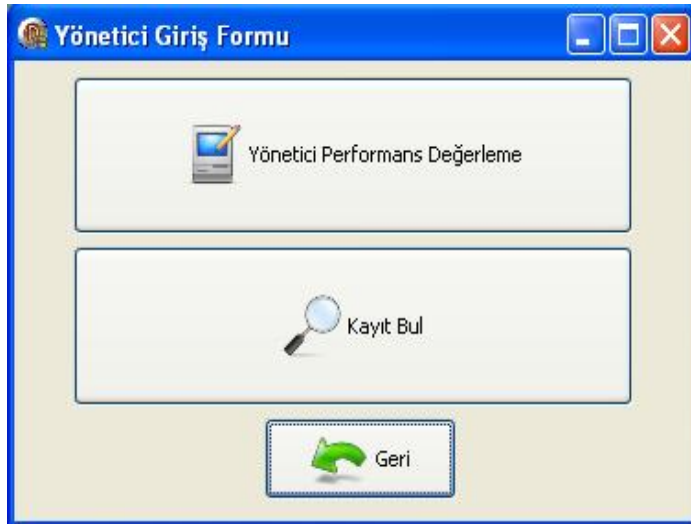 Yönetici Giriş Formu
Yönetici Performans Değerleme
Kayıt Bul
Geri